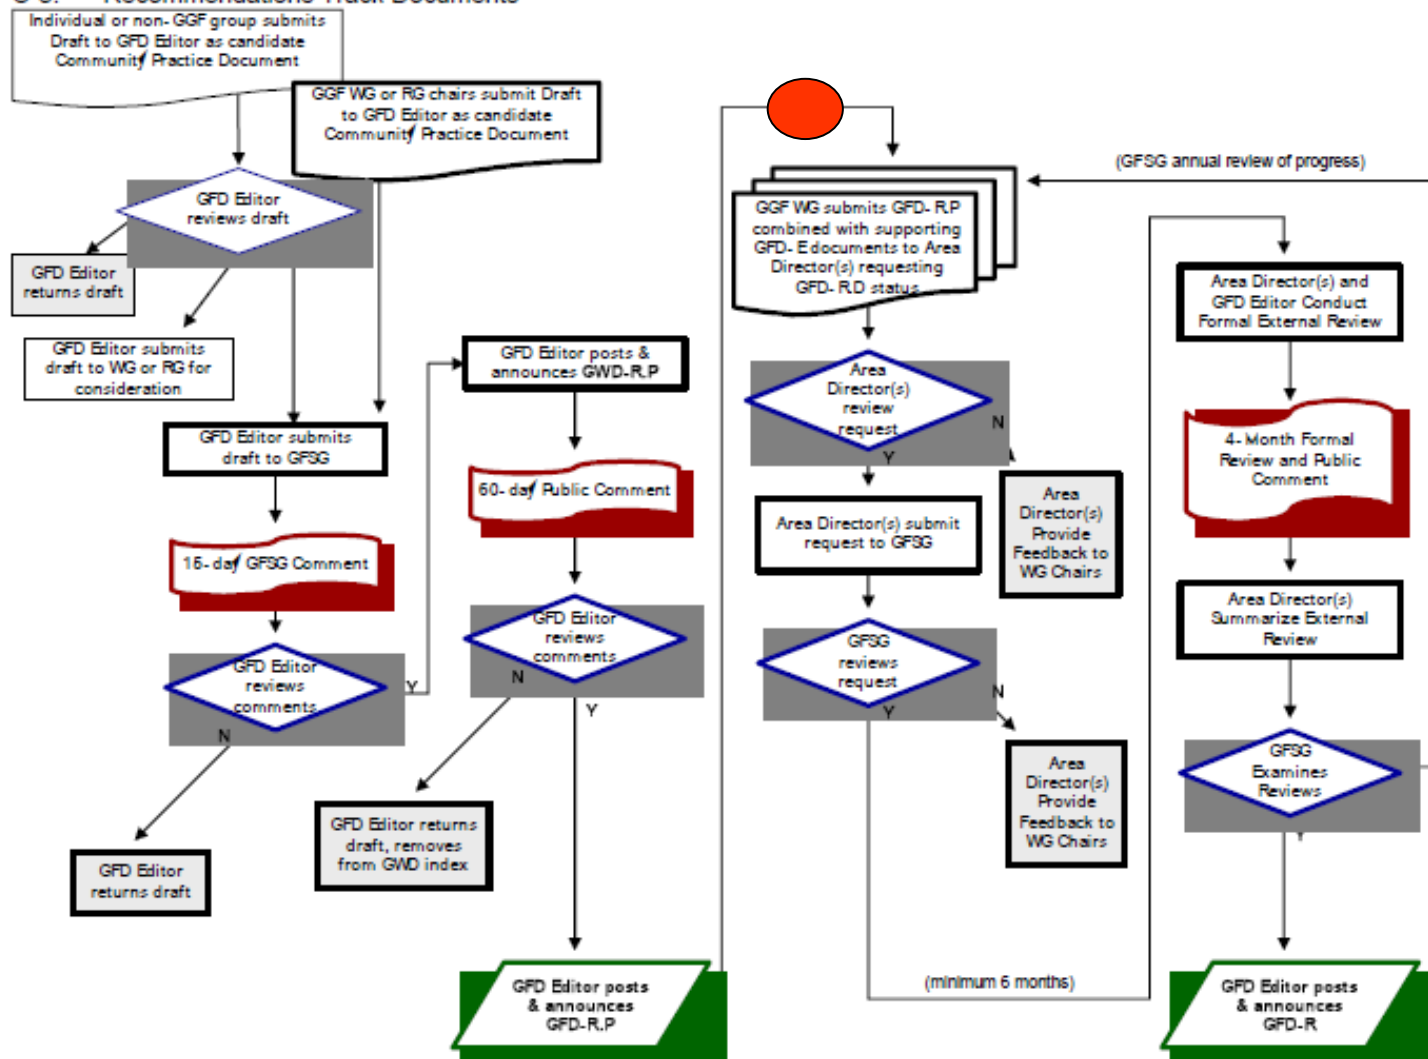 Recommendations Track Documents
Individual or non- GGF group submits
Draft to GFD Editor as candidate
Community Practice Document
GGF WG or RG chairs submit Draft
to GFD Editor as candidate
Community Practice Document
GFD Editor
reviews draft
GFD Editor
returns draft
GFD Editor submits
draft to WG or RG for
consideration
GFD Editor submits
draft to GFSG
15- day GFSG Comment
GFD Editor
reviews
comments
Y
N
GFD Editor
returns draft
GFD Editor posts &
announces GWD-R.P
60- day Public Comment
GFD Editor
reviews
comments
N
Y
GFD Editor returns
draft, removes
from GWD index
GFD Editor posts
& announces
GFD-R.P
GGF WG submits GFD- R.P
combined with supporting
GFD- E documents to Area
Director(s) requesting
GFD- R.D status
Area
Director(s)
review
request
N
Y
Area
Director(s)
Provide
Feedback to
WG Chairs
Area Director(s) submit
request to GFSG
GFSG
reviews
request
N
Y
Area
Director(s)
Provide
Feedback to
WG Chairs
(minimum 6 months)
(GFSG annual review of progress)
Area Director(s) and
GFD Editor Conduct
Formal External Review
4- Month Formal
Review and Public
Comment
Area Director(s)
Summarize External
Review
GFSG
Examines
Reviews
Y
GFD Editor posts
& announces
GFD-R